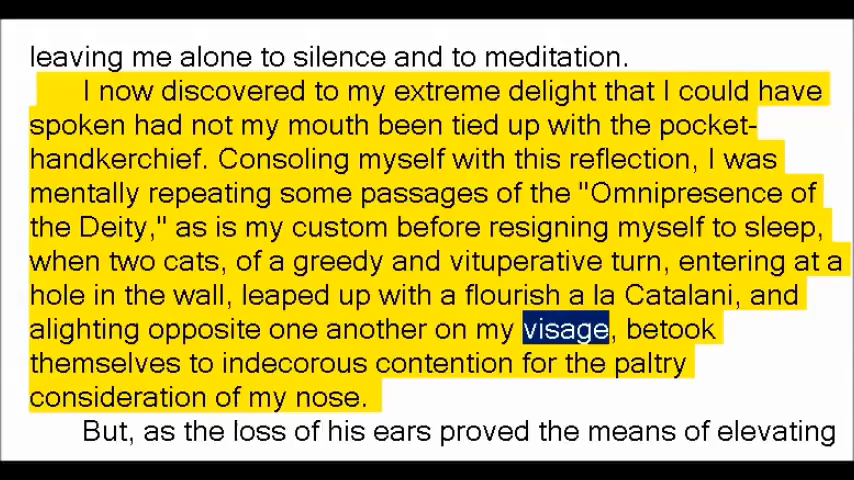 leaving me alone to silence and to meditation.
I now discovered to my extreme delight that I could have
spoken had not my mouth been tied up with the pocket-
handkerchief. Consoling myself with this reflection, I was
mentally repeating some passages of the "Omnipresence of
the Deity," as is my custom before resigning myself to sleep,
when two cats, of a greedy and vituperative turn, entering at a
hole in the wall, leaped up with a flourish a la Catalani, and
alighting opposite one another on my visage, betook
themselves to indecorous contention for the paltry
consideration of my nose.
But, as the loss of his ears proved the means of elevating